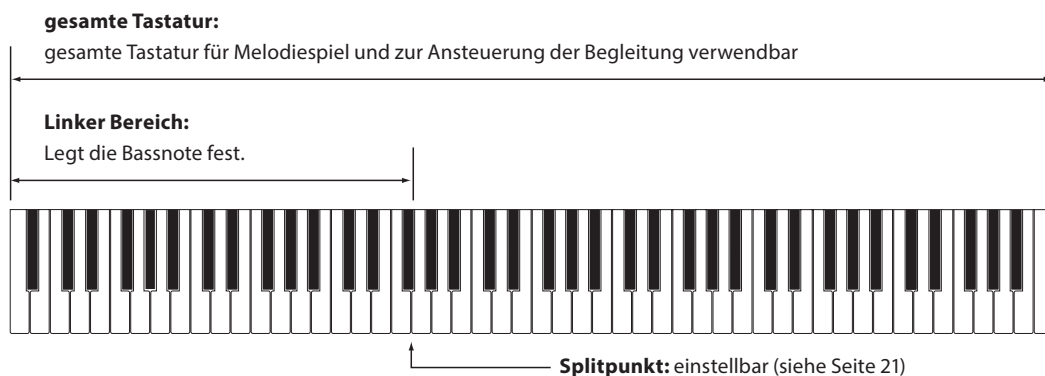 gesamte Tastatur:
gesamte Tastatur für Melodiespiel und zur Ansteuerung der Begleitung verwendbar
Linker Bereich:
Legt die Bassnote fest.
Splitpunkt: einstellbar (siehe Seite 21)